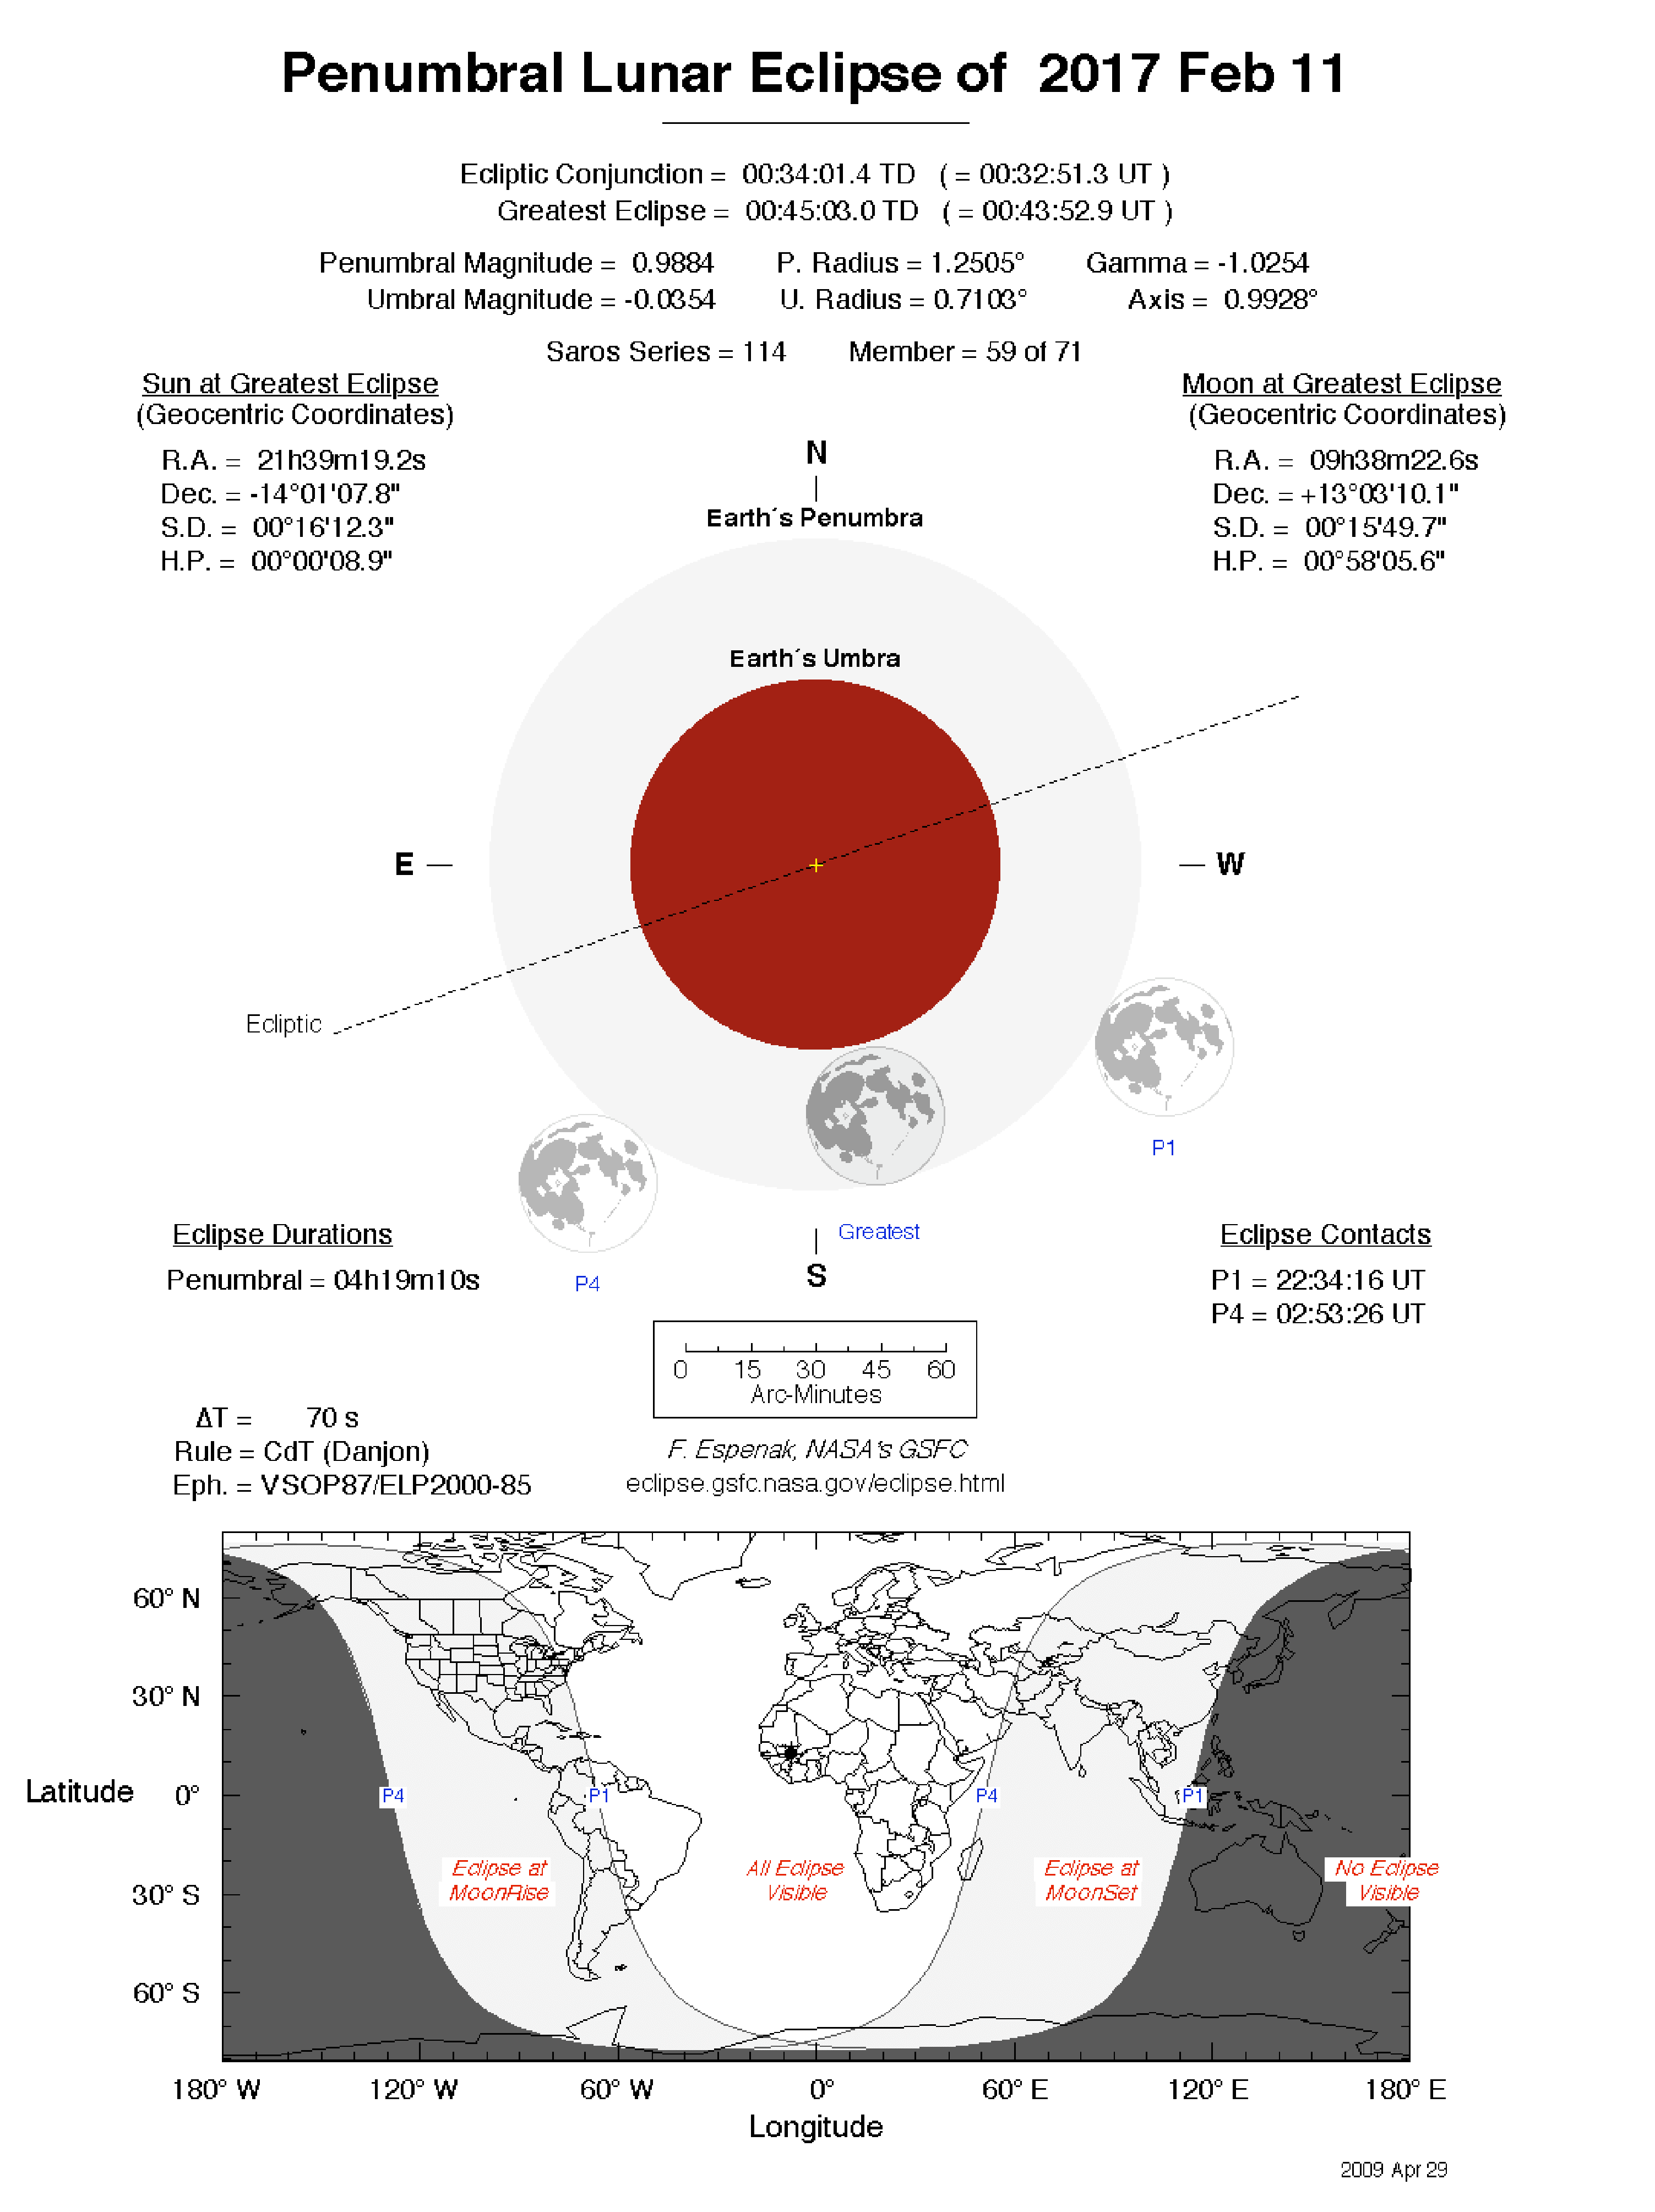 Penumbral Lunar Eclipse of 2017 Feb 11
Ecliptic Conjunction = 00:34:01.4 TD ( = 00:32:51.3 UT )
Greatest Eclipse = 00:45:03.0 TD ( = 00:43:52.9 UT )
Penumbral Magnitude = 0.9884 P. Radius = 1.2505° Gamma = -1.0254
Umbral Magnitude = -0.0354 U. Radius = 0.7103° Axis = 0.9928°
Saros Series = 114 Member = 59 of 71
Sun at Greatest Eclipse
(Geocentric Coordinates)
R.A. = 21h39m19.2s
Dec. = -14°01'07.8"
S.D. = 00°16'12.3"
H.P. = 00°00'08.9"
Moon at Greatest Eclipse
(Geocentric Coordinates)
R.A. = 09h38m22.6s
Dec. = +13°03'10.1"
S.D. = 00°15'49.7"
H.P. = 00°58'05.6"
N
Earth´s Penumbra
Earth´s Umbra
E
W
Ecliptic
P1
Greatest
P4
S
Eclipse Durations
Penumbral = 04h19m10s
Eclipse Contacts
P1 = 22:34:16 UT
P4 = 02:53:26 UT
0 15 30 45 60
Arc-Minutes
ΔT = 70 s
Rule = CdT (Danjon)
Eph. = VSOP87/ELP2000-85
F. Espenak, NASA's GSFC
eclipse.gsfc.nasa.gov/eclipse.html
60° N
30° N
Latitude 0°
30° S
60° S
P4 P1 P4 P1
Eclipse at
MoonRise
All Eclipse
Visible
Eclipse at
MoonSet
No Eclipse
Visible
180° W 120° W 60° W 0° 60° E 120° E 180° E
Longitude
2009 Apr 29